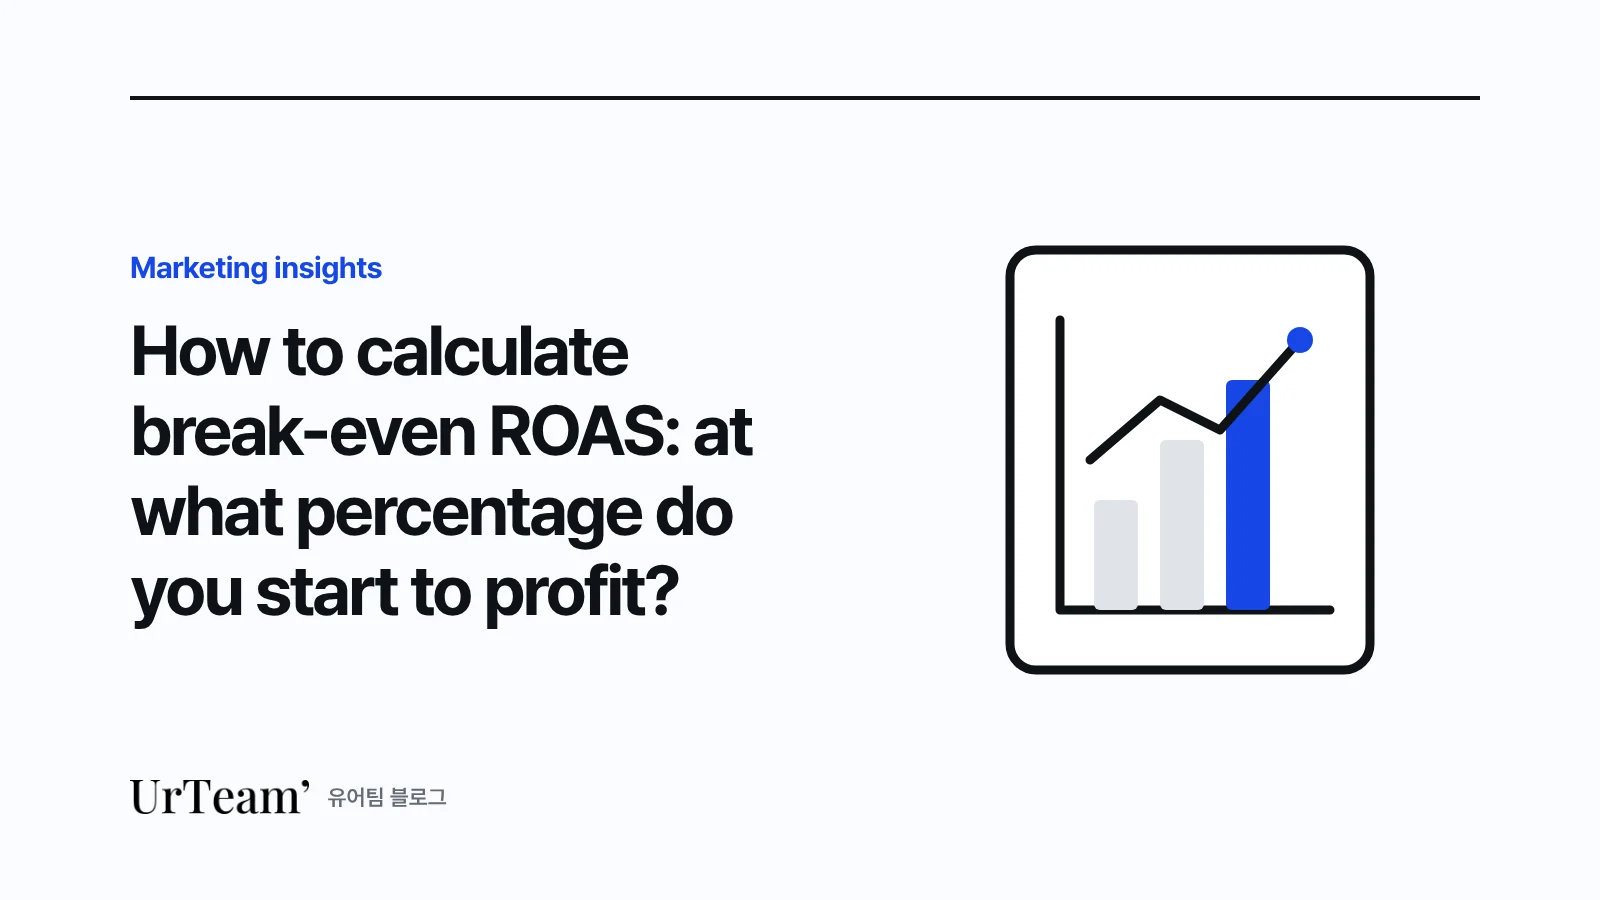 Marketing insights
How to calculate
break-even ROAS: at
what percentage do
you start to profit?
UrTeam’ 유어팀 블로그